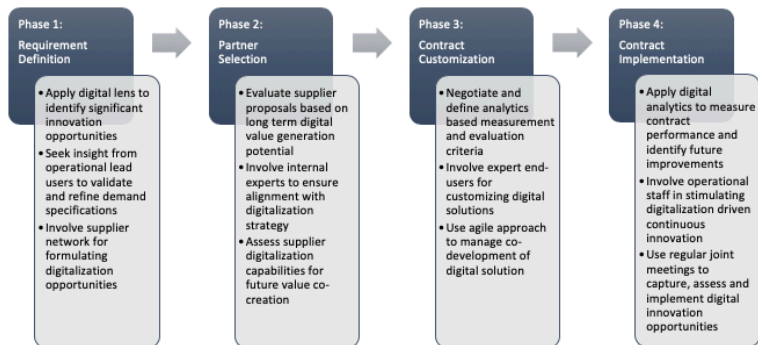 Phase 1:
Requirement
Definition
• Apply digital lens to
identify significant
innovation
opportunities
• Seek insight from
operational lead
users to validate
and refine demand
specifications
• Involve supplier
network for
formulating
digitalization
opportunities
Phase 2:
Partner
Selection
• Evaluate supplier
proposals based on
long term digital
value generation
potential
• Involve internal
experts to ensure
alignment with
digitalization
strategy
• Assess supplier
digitalization
capabilities for
future value co-
creation
Phase 3:
Contract
Customization
• Negotiate and
define analytics
based measurement
and evaluation
criteria
• Involve expert end-
users for
customizing digital
solutions
• Use agile approach
to manage co-
development of
digital solution
Phase 4:
Contract
Implementation
• Apply digital
analytics to measure
contract
performance and
identify future
improvements
• Involve operational
staff in stimulating
digitalization driven
continuous
innovation
• Use regular joint
meetings to
capture, assess and
implement digital
innovation
opportunities